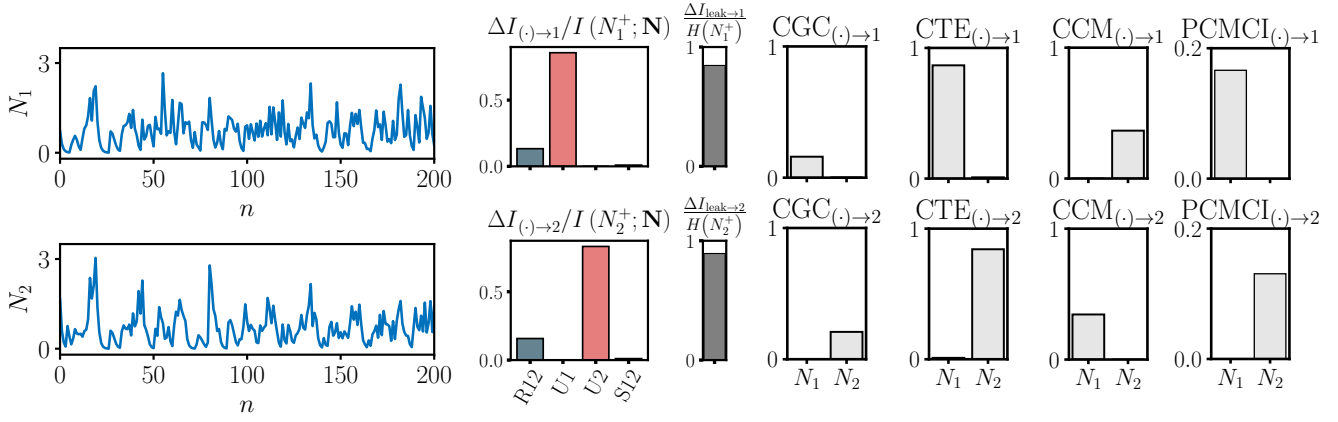 ΔI(·)→1/I (N1+; N)
ΔIleak→1/H(N1+)
CGC(·)→1
CTE(·)→1
CCM(·)→1
PCMCI(·)→1
N1
3
0
0 50 100 150 200
n
0.5
0.0
1
0
1
0
1
0
1
0
0.2
0.0
ΔI(·)→2/I (N2+; N)
ΔIleak→2/H(N2+)
CGC(·)→2
CTE(·)→2
CCM(·)→2
PCMCI(·)→2
N2
3
0
0 50 100 150 200
n
0.5
0.0
R12 U1 U2 S12
1
0
1
0
N1 N2
1
0
N1 N2
1
0
N1 N2
0.2
0.0
N1 N2